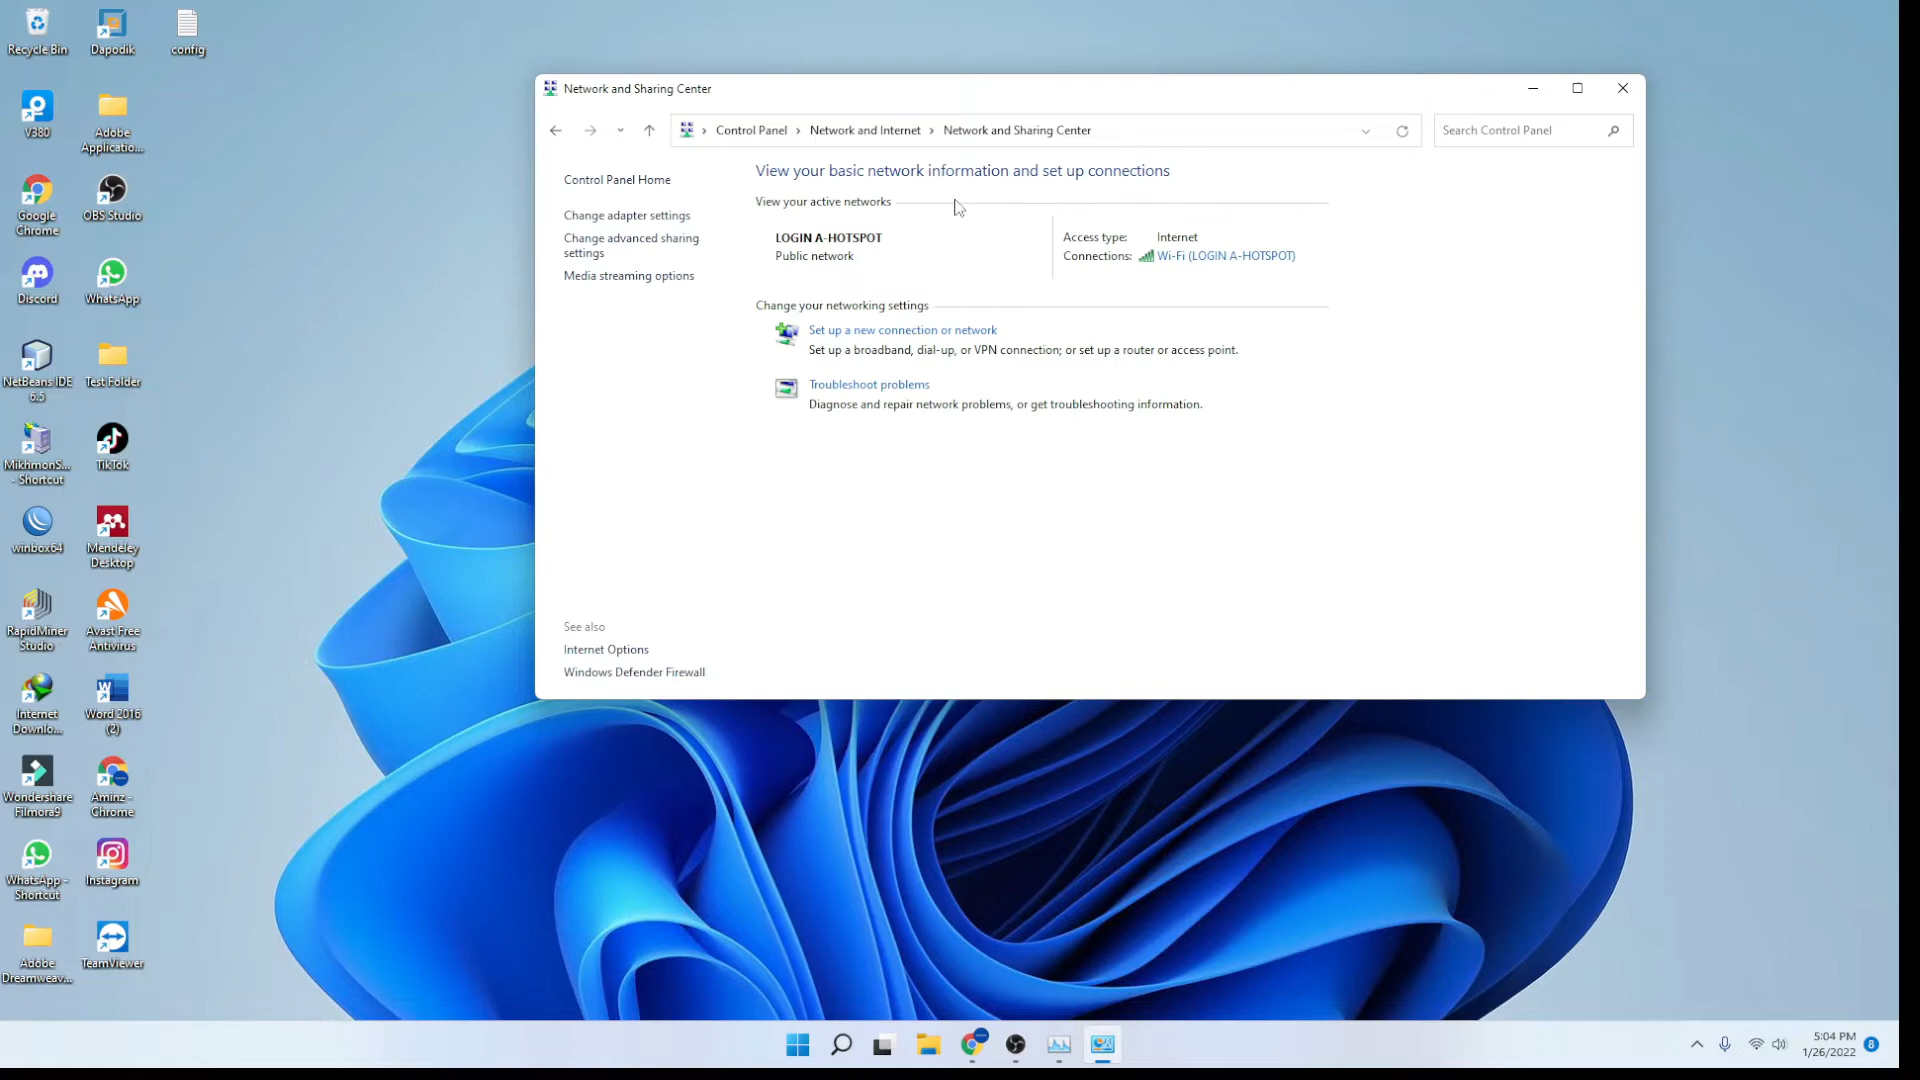 Recycle Bin
Dapodik
config
V380
Adobe
Applicatio...
Google
Chrome
OBS Studio
Discord
WhatsApp
NetBeans IDE
6.5
Test Folder
MikhmonS...
- Shortcut
TikTok
winbox64
Mendeley
Desktop
RapidMiner
Studio
Avast Free
Antivirus
Internet
Downlo...
Word 2016
(2)
Wondershare
Filmora9
Aminz -
Chrome
WhatsApp -
Shortcut
Instagram
Adobe
Dreamweav...
TeamViewer
Network and Sharing Center
Control Panel
Network and Internet
Network and Sharing Center
Search Control Panel
Control Panel Home
Change adapter settings
Change advanced sharing
settings
Media streaming options
See also
Internet Options
Windows Defender Firewall
View your basic network information and set up connections
View your active networks
LOGIN A-HOTSPOT
Public network
Access type: Internet
Connections: Wi-Fi (LOGIN A-HOTSPOT)
Change your networking settings
Set up a new connection or network
Set up a broadband, dial-up, or VPN connection; or set up a router or access point.
Troubleshoot problems
Diagnose and repair network problems, or get troubleshooting information.
5:04 PM
1/26/2022
8